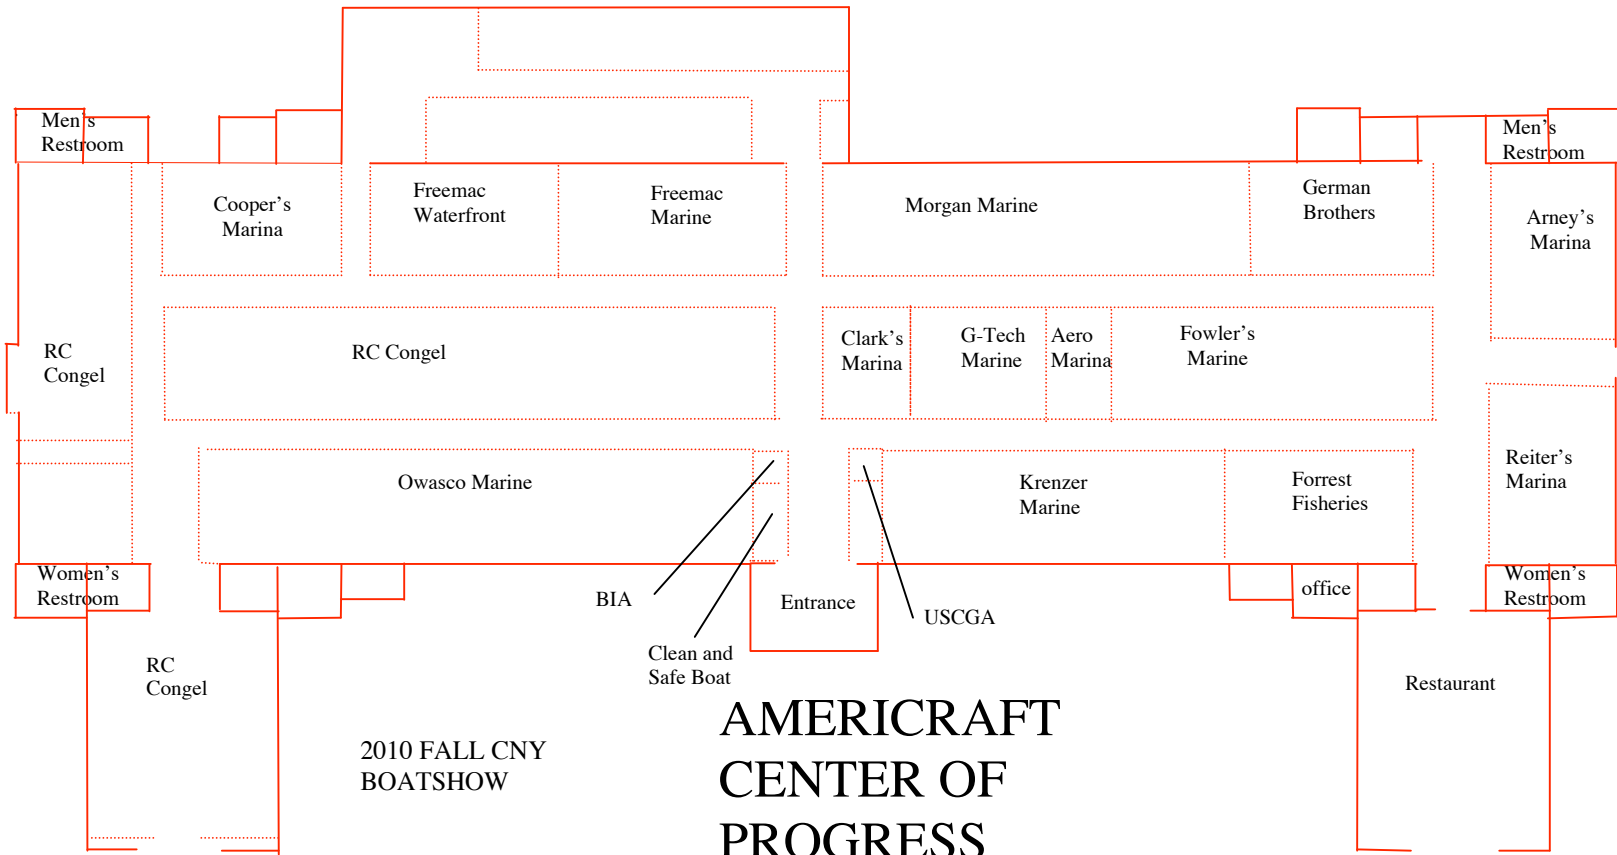 Men's
Restroom
Men's
Restroom
Cooper's
Marina
Freemac
Waterfront
Freemac
Marine
Morgan Marine
German
Brothers
Arney's
Marina
RC
Congel
RC Congel
Clark's
Marina
G-Tech
Marine
Aero
Marina
Fowler's
Marine
Owasco Marine
Krenzer
Marine
Forrest
Fisheries
Reiter's
Marina
Women's
Restroom
BIA
Entrance
USCGA
office
Women's
Restroom
Clean and
Safe Boat
RC
Congel
Restaurant
2010 FALL CNY
BOATSHOW
AMERICRAFT
CENTER OF
PROGRESS